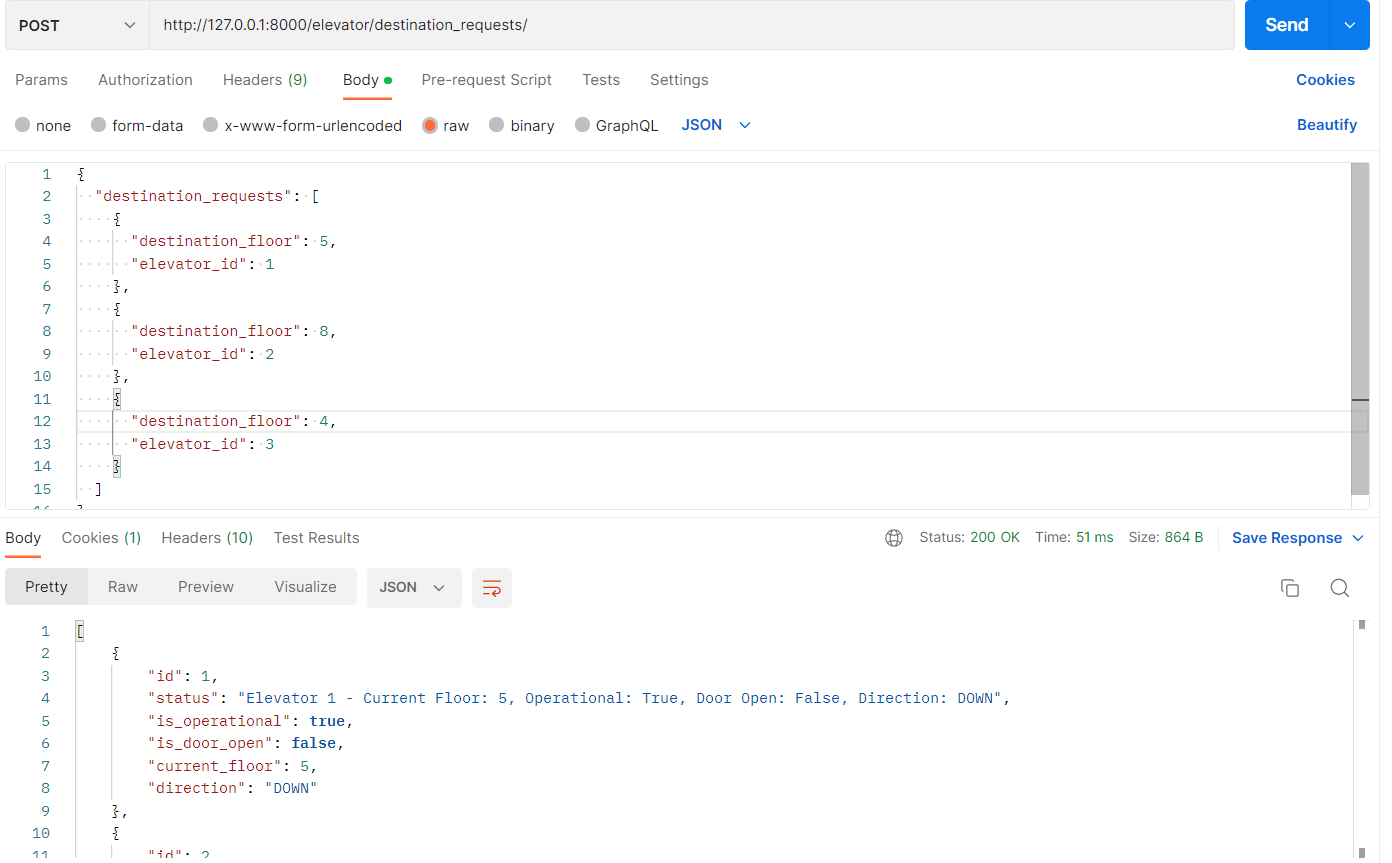 POST http://127.0.0.1:8000/elevator/destination_requests/ Send
Params Authorization Headers (9) Body Pre-request Script Tests Settings Cookies
none form-data x-www-form-urlencoded raw binary GraphQL JSON Beautify
1 {
2 "destination_requests": [
3 {
4 "destination_floor": 5,
5 "elevator_id": 1
6 },
7 {
8 "destination_floor": 8,
9 "elevator_id": 2
10 },
11 {
12 "destination_floor": 4,
13 "elevator_id": 3
14 }
15 ]
16 }
Body Cookies (1) Headers (10) Test Results Status: 200 OK Time: 51 ms Size: 864 B Save Response
Pretty Raw Preview Visualize JSON
1 [
2 {
3 "id": 1,
4 "status": "Elevator 1 - Current Floor: 5, Operational: True, Door Open: False, Direction: DOWN",
5 "is_operational": true,
6 "is_door_open": false,
7 "current_floor": 5,
8 "direction": "DOWN"
9 },
10 {
11 "id": 2